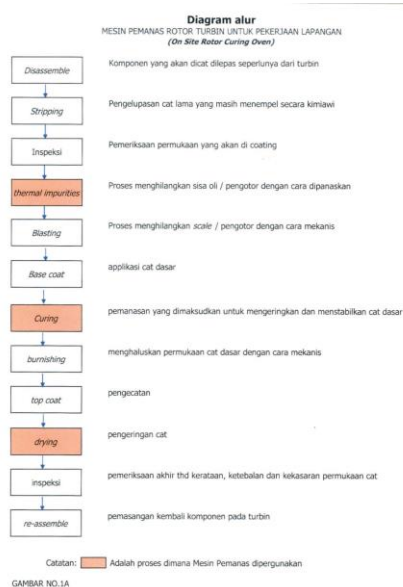 Diagram alur
MESIN PEMANAS ROTOR TURBIN UNTUK PEKERJAAN LAPANGAN
(On Site Rotor Curing Oven)
Disassemble Komponen yang akan dicat dilepas seperlunya dari turbin
Stripping Pengelupasan cat lama yang masih menempel secara kimiawi
Inspeksi Pemeriksaan permukaan yang akan di coating
thermal impurities Proses menghilangkan sisa oli / pengotor dengan cara dipanaskan
Blasting Proses menghilangkan scale / pengotor dengan cara mekanis
Base coat applikasi cat dasar
Curing pemanasan yang dimaksudkan untuk mengeringkan dan menstabilkan cat dasar
burnishing menghaluskan permukaan cat dasar dengan cara mekanis
top coat pengecatan
drying pengeringan cat
inspeksi pemeriksaan akhir thd kerataan, ketebalan dan kekasaran permukaan cat
re-assemble pemasangan kembali komponen pada turbin
Catatan: Adalah proses dimana Mesin Pemanas dipergunakan
GAMBAR NO.1A